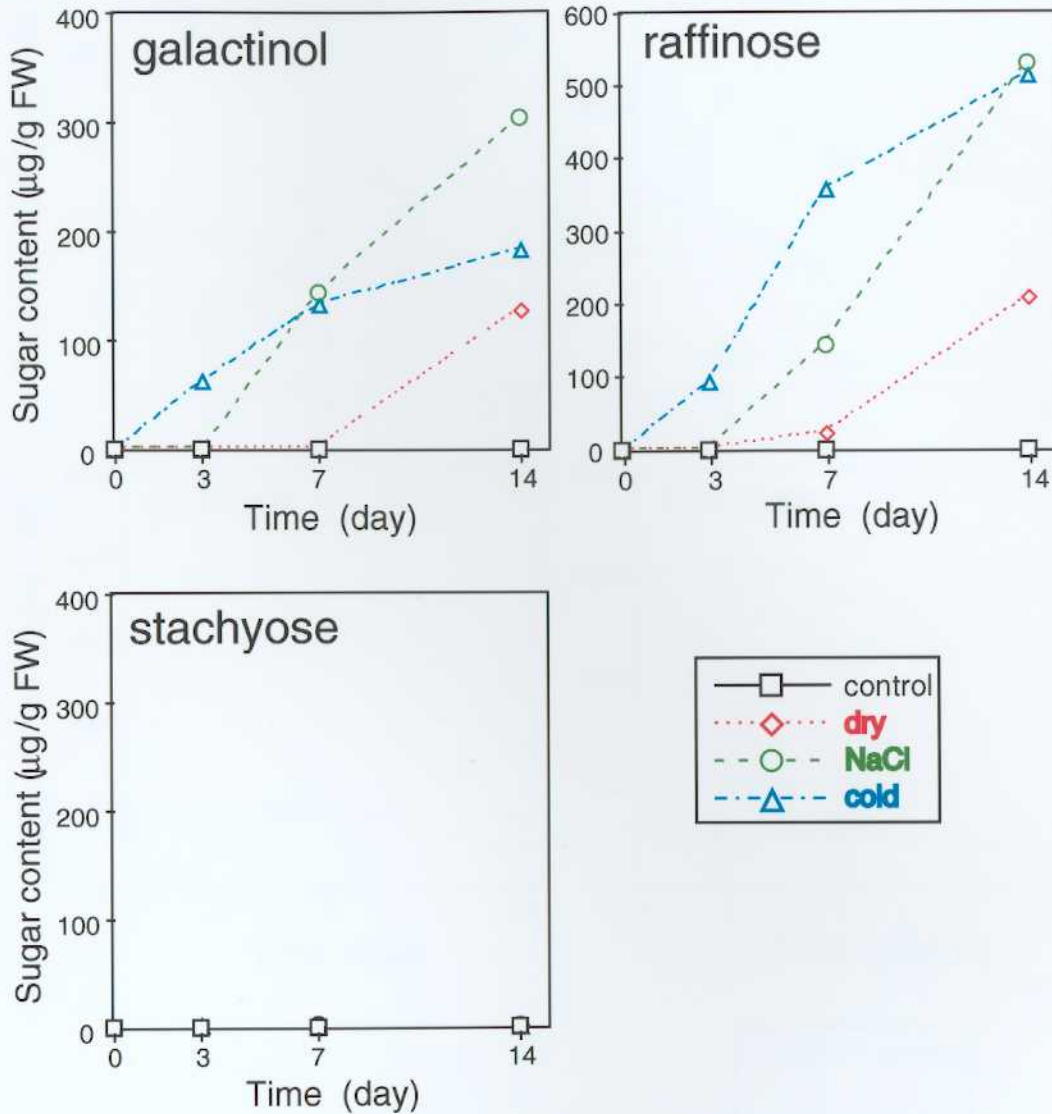 galactinol
Sugar content (µg/g FW)
400
300
200
100
0
0 3 7 14
Time (day)
raffinose
600
500
400
300
200
100
0
0 3 7 14
Time (day)
stachyose
Sugar content (µg/g FW)
400
300
200
100
0
0 3 7 14
Time (day)
control
dry
NaCl
cold